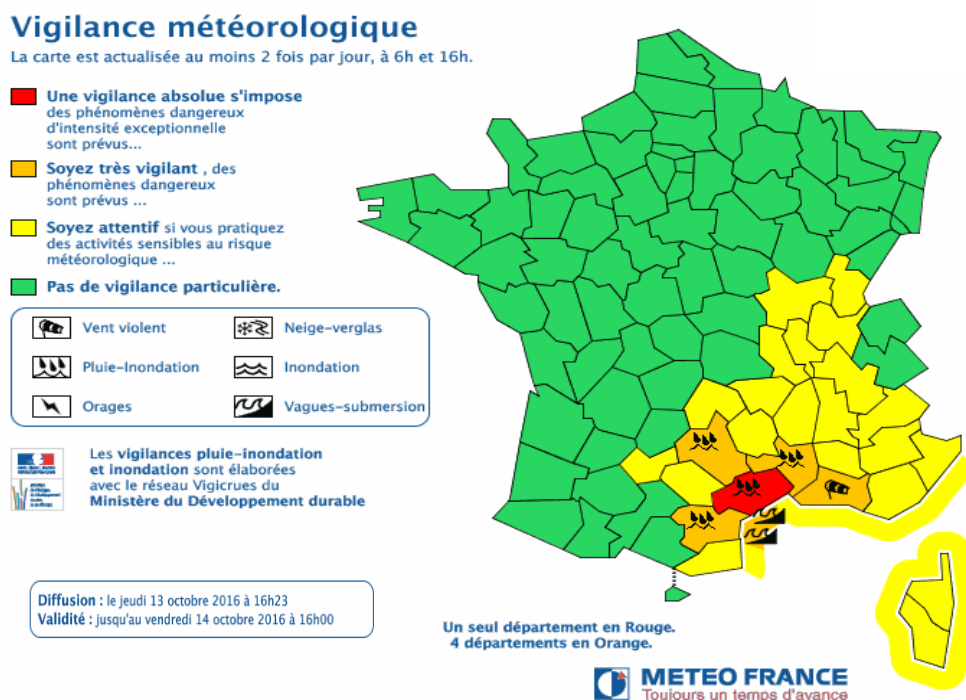 Vigilance météorologique
La carte est actualisée au moins 2 fois par jour, à 6h et 16h.
Une vigilance absolue s'impose
des phénomènes dangereux
d'intensité exceptionnelle
sont prévus...
Soyez très vigilant , des
phénomènes dangereux
sont prévus ...
Soyez attentif si vous pratiquez
des activités sensibles au risque
météorologique ...
Pas de vigilance particulière.
Vent violent
Neige-verglas
Pluie-Inondation
Inondation
Orages
Vagues-submersion
Les vigilances pluie-inondation
et inondation sont élaborées
avec le réseau Vigicrues du
Ministère du Développement durable
Diffusion : le jeudi 13 octobre 2016 à 16h23
Validité : jusqu'au vendredi 14 octobre 2016 à 16h00
Un seul département en Rouge.
4 départements en Orange.
METEO FRANCE
Toujours un temps d'avance